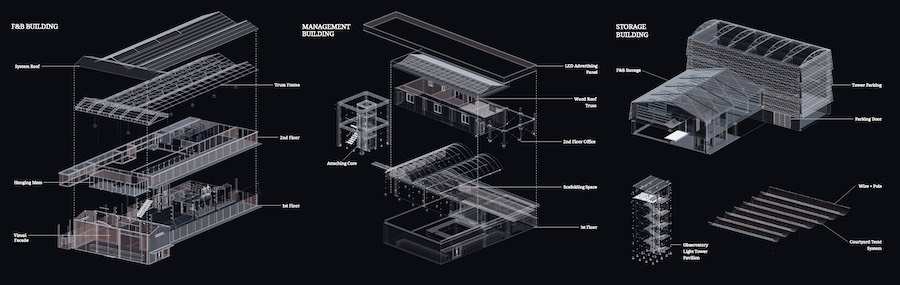 F&B BUILDING
System Roof
Truss Frame
2nd Floor
Hanging Mass
1st Floor
Visual
Facade
MANAGEMENT
BUILDING
LED Advertising
Panel
Wood Roof
Truss
2nd Floor Office
Attaching Core
Scafolding Space
1st Floor
STORAGE
BUILDING
F&B Storage
Tower Parking
Parking Door
Wire + Pole
Observatory
Light Tower
Pavilion
Courtyard Tensi
System